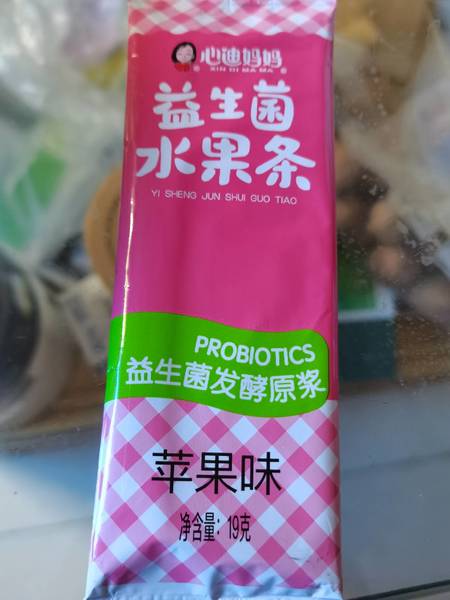 心迪妈妈
XIN DI MA MA
益生菌
水果条
YI SHENG JUN SHUI GUO TIAO
PROBIOTICS
益生菌发酵原浆
苹果味
净含量：19克